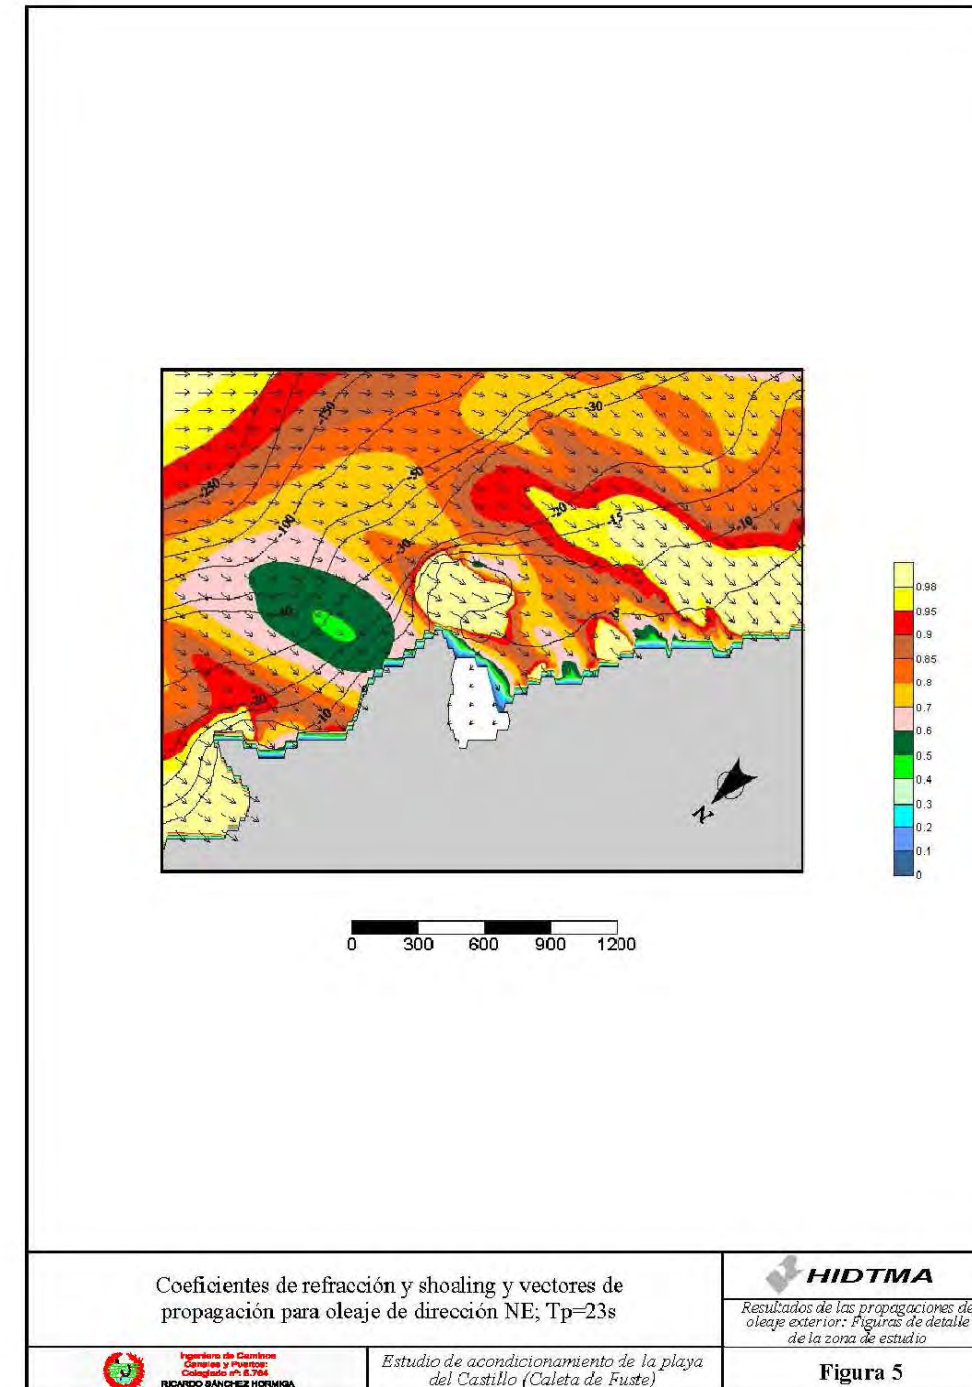 -30
-150
-50
-250
-20
-15
-100
-10
-30
-20
-10
N
0.98
0.95
0.9
0.85
0.8
0.7
0.6
0.5
0.4
0.3
0.2
0.1
0
0 300 600 900 1200
Coeficientes de refracción y shoaling y vectores de
propagación para oleaje de dirección NE; Tp=23s
HIDTMA
Resultados de las propagaciones de
oleaje exterior: Figuras de detalle
de la zona de estudio
Ingeniero de Caminos
Canales y Puertos:
Colegiado nº: 5.764
RICARDO SÁNCHEZ HORMIGA
Estudio de acondicionamiento de la playa
del Castillo (Caleta de Fuste)
Figura 5